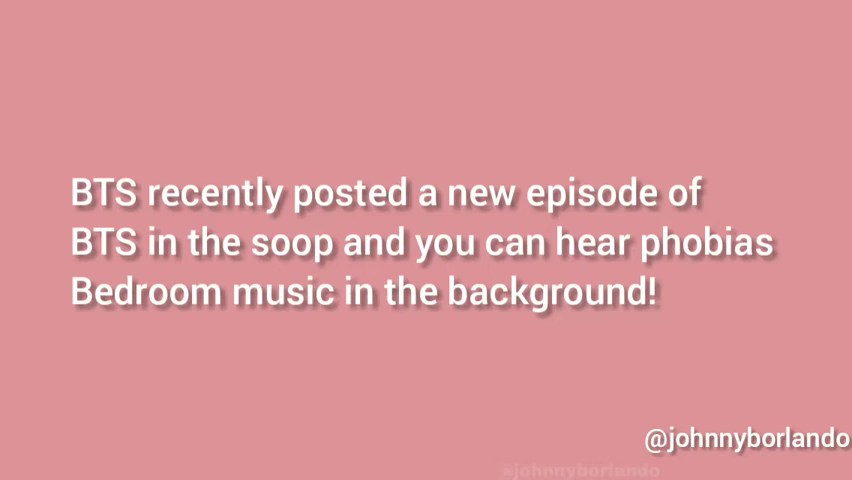 BTS recently posted a new episode of
BTS in the soop and you can hear phobias
Bedroom music in the background!
@johnnyborlando
>johnnyborlando